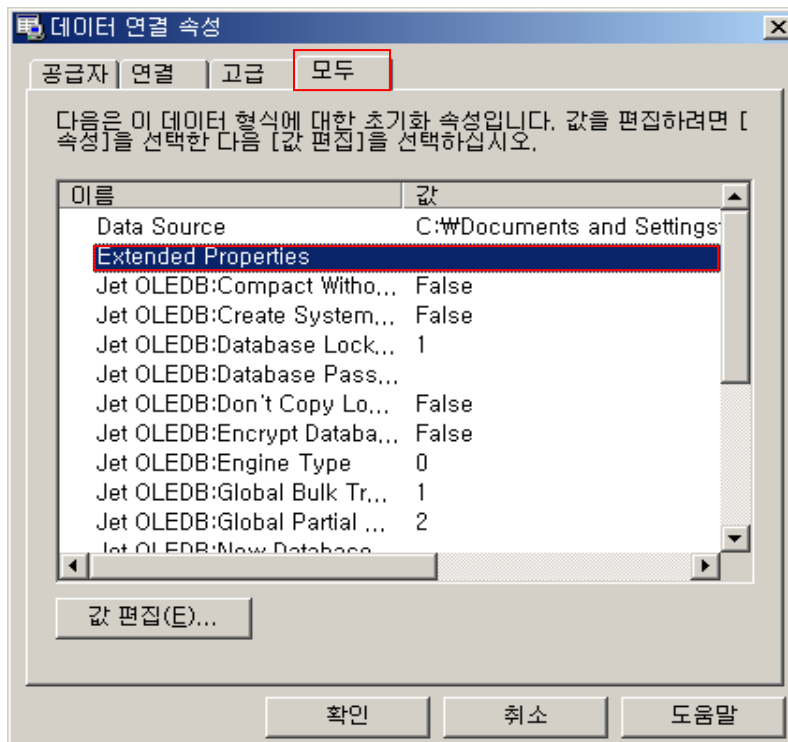 데이터 연결 속성
공급자 연결 고급 모두
다음은 이 데이터 형식에 대한 초기화 속성입니다. 값을 편집하려면 [
속성]을 선택한 다음 [값 편집]을 선택하십시오.
이름 값
Data Source C:₩Documents and Settings
Extended Properties
Jet OLEDB:Compact Witho... False
Jet OLEDB:Create System... False
Jet OLEDB:Database Lock... 1
Jet OLEDB:Database Pass...
Jet OLEDB:Don't Copy Lo... False
Jet OLEDB:Encrypt Databa... False
Jet OLEDB:Engine Type 0
Jet OLEDB:Global Bulk Tr... 1
Jet OLEDB:Global Partial ... 2
Jet OLEDB:New Database
값 편집(E)...
확인 취소 도움말